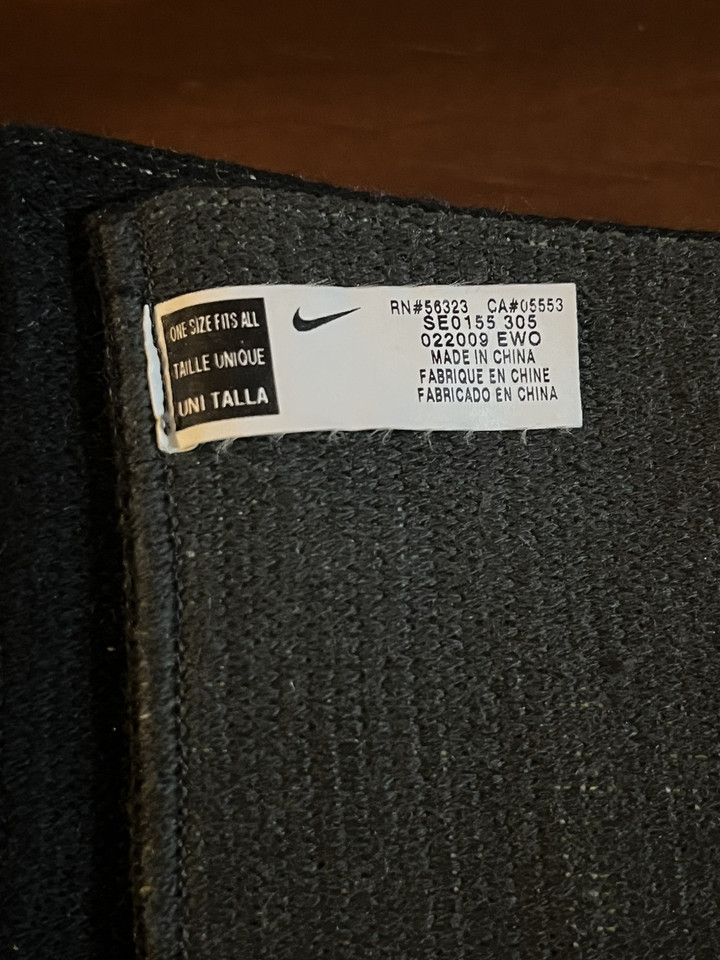 ONE SIZE FITS ALL
TAILLE UNIQUE
UNI TALLA
RN#56323 CA#05553
SE0155 305
022009 EWO
MADE IN CHINA
FABRIQUE EN CHINE
FABRICADO EN CHINA